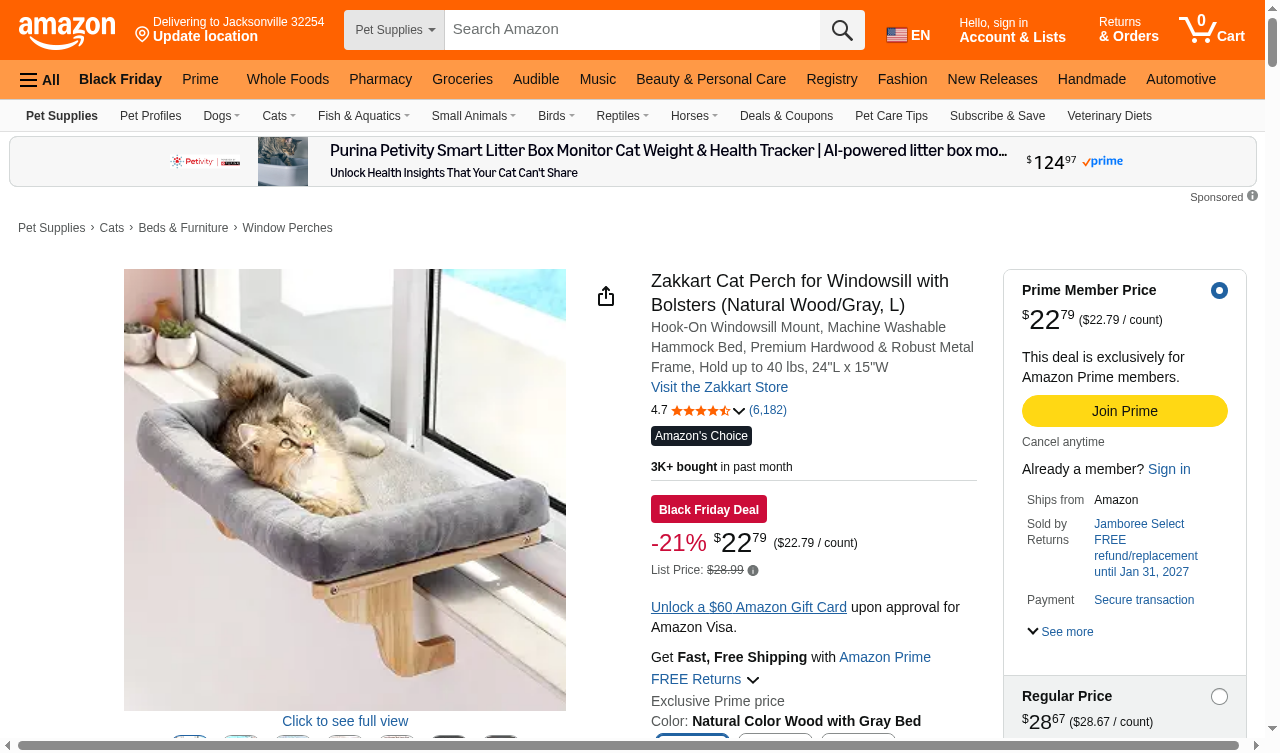 amazon
Delivering to Jacksonville 32254
Update location
Pet Supplies
Search Amazon
EN
Hello, sign in
Account & Lists
Returns
& Orders
0
Cart
All
Black Friday
Prime
Whole Foods
Pharmacy
Groceries
Audible
Music
Beauty & Personal Care
Registry
Fashion
New Releases
Handmade
Automotive
Pet Supplies
Pet Profiles
Dogs
Cats
Fish & Aquatics
Small Animals
Birds
Reptiles
Horses
Deals & Coupons
Pet Care Tips
Subscribe & Save
Veterinary Diets
Petivity
Purina Petivity Smart Litter Box Monitor Cat Weight & Health Tracker | AI-powered litter box mo...
Unlock Health Insights That Your Cat Can't Share
$124.97 prime
Sponsored
Pet Supplies › Cats › Beds & Furniture › Window Perches
Click to see full view
Zakkart Cat Perch for Windowsill with
Bolsters (Natural Wood/Gray, L)
Hook-On Windowsill Mount, Machine Washable
Hammock Bed, Premium Hardwood & Robust Metal
Frame, Hold up to 40 lbs, 24"L x 15"W
Visit the Zakkart Store
4.7 (6,182)
Amazon's Choice
3K+ bought in past month
Black Friday Deal
-21% $2279 ($22.79 / count)
List Price: $28.99
Unlock a $60 Amazon Gift Card upon approval for
Amazon Visa.
Get Fast, Free Shipping with Amazon Prime
FREE Returns
Exclusive Prime price
Color: Natural Color Wood with Gray Bed
Prime Member Price
$2279 ($22.79 / count)
This deal is exclusively for
Amazon Prime members.
Join Prime
Cancel anytime
Already a member? Sign in
Ships from Amazon
Sold by Jamboree Select
Returns FREE
refund/replacement
until Jan 31, 2027
Payment Secure transaction
See more
Regular Price
$2867 ($28.67 / count)